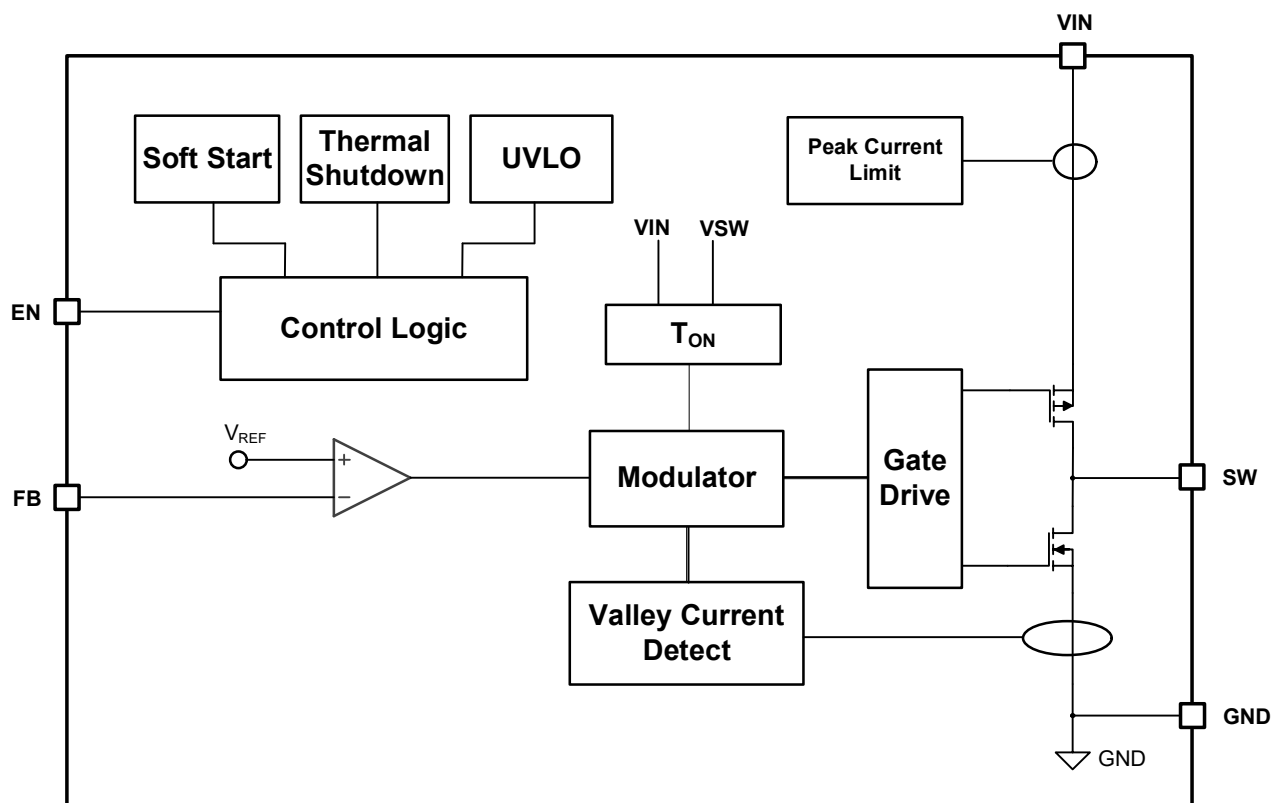 VIN
Soft Start
Thermal
Shutdown
UVLO
Peak Current
Limit
VIN
VSW
EN
Control Logic
TON
VREF
+
−
FB
Modulator
Gate
Drive
SW
Valley Current
Detect
GND
GND